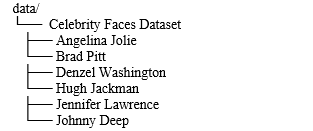 data/
Celebrity Faces Dataset
Angelina Jolie
Brad Pitt
Denzel Washington
Hugh Jackman
Jennifer Lawrence
Johnny Deep